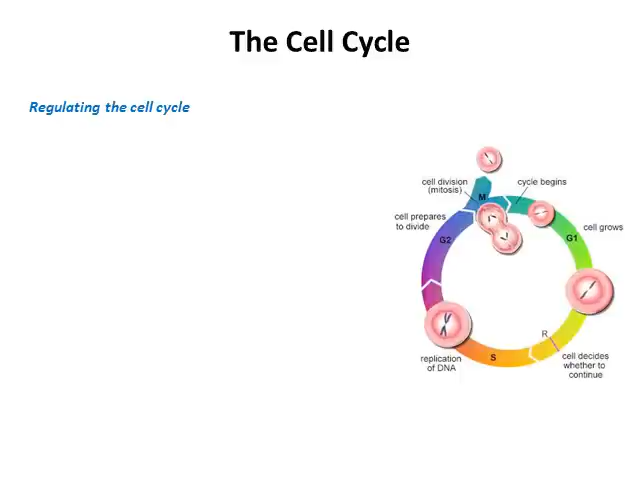 The Cell Cycle
Regulating the cell cycle
cell division
(mitosis)
cycle begins
M
cell prepares
to divide
cell grows
G2
G1
R
S
replication
of DNA
cell decides
whether to
continue